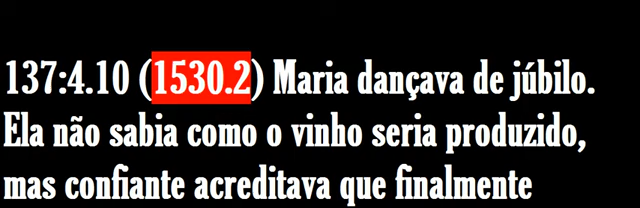 137:4.10 (1530.2) Maria dançava de júbilo.
Ela não sabia como o vinho seria produzido,
mas confiante acreditava que finalmente